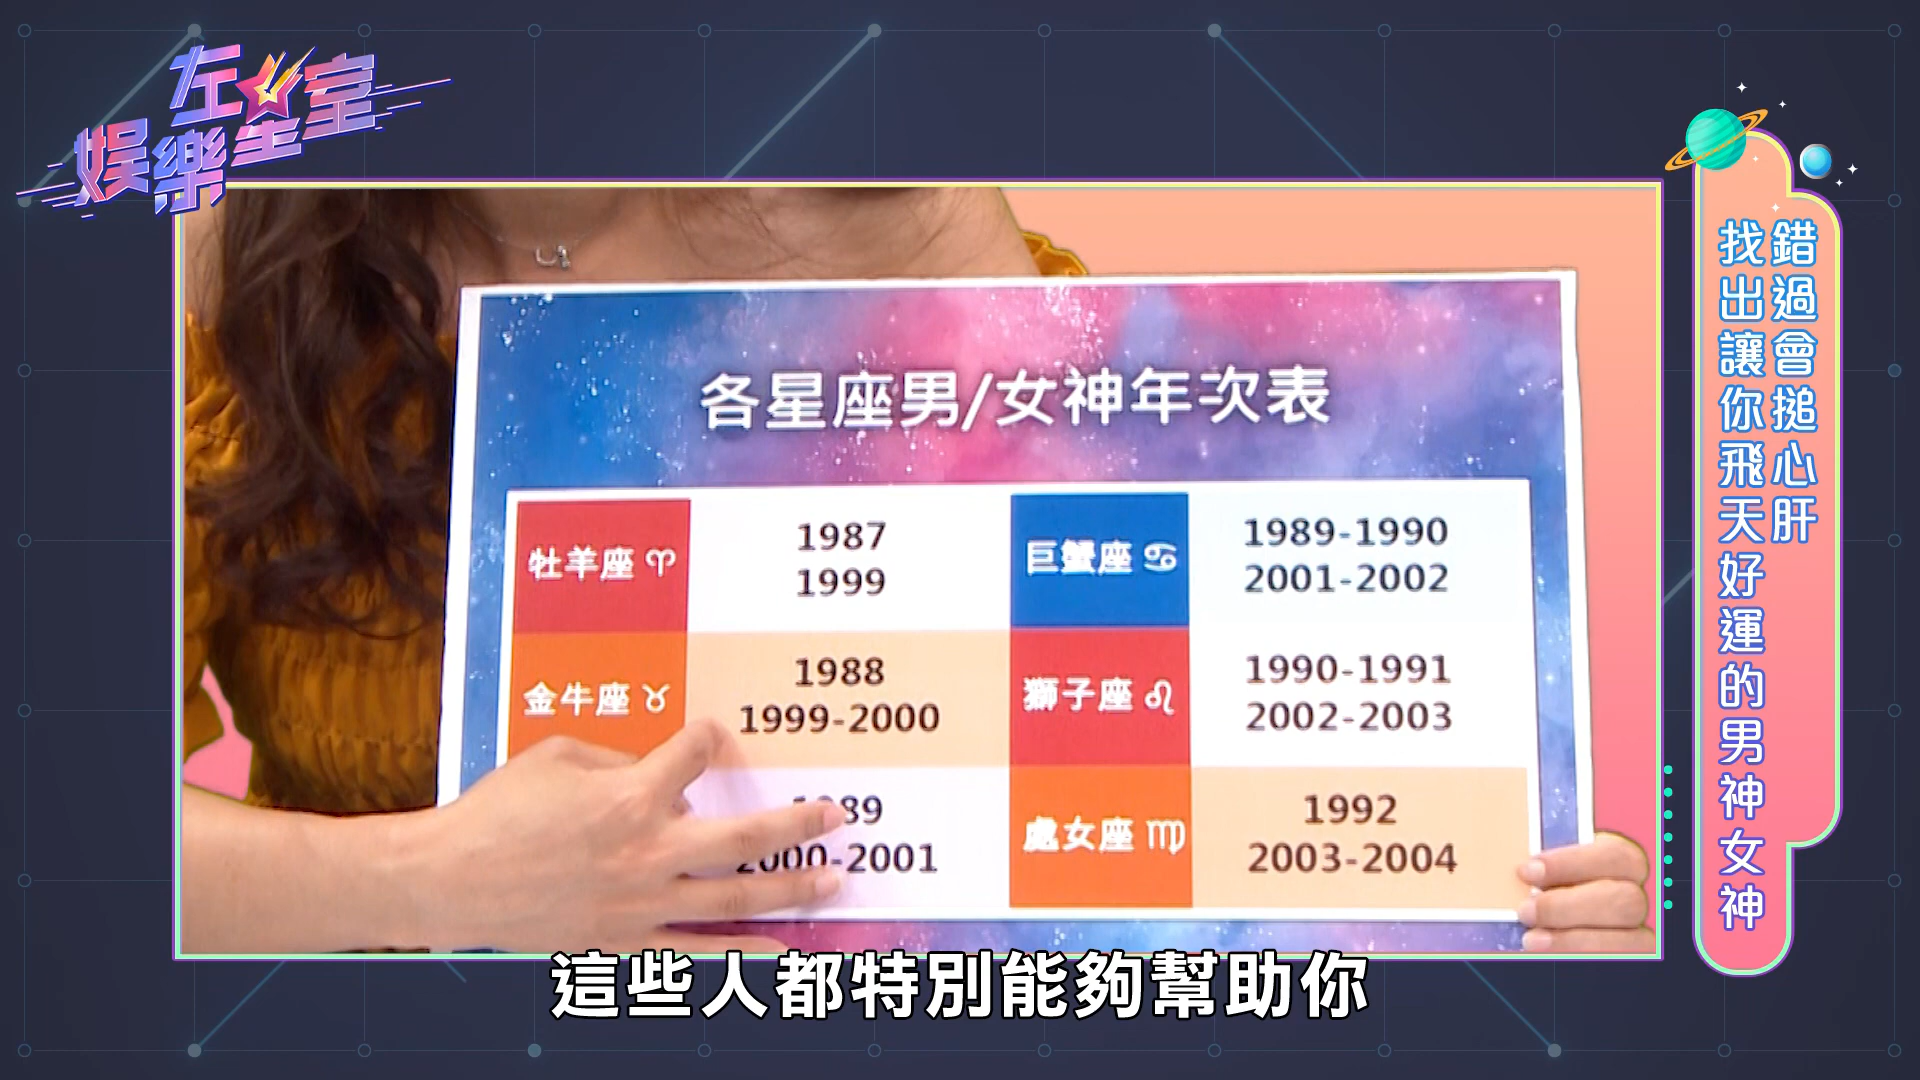 左星室
娛樂
錯過會搥心肝
找出讓你飛天好運的男神女神
各星座男/女神年次表
牡羊座 ♈ 1987
1999
巨蟹座 ♋ 1989-1990
2001-2002
金牛座 ♉ 1988
1999-2000
獅子座 ♌ 1990-1991
2002-2003
2000-2001
處女座 ♍ 1992
2003-2004
這些人都特別能夠幫助你